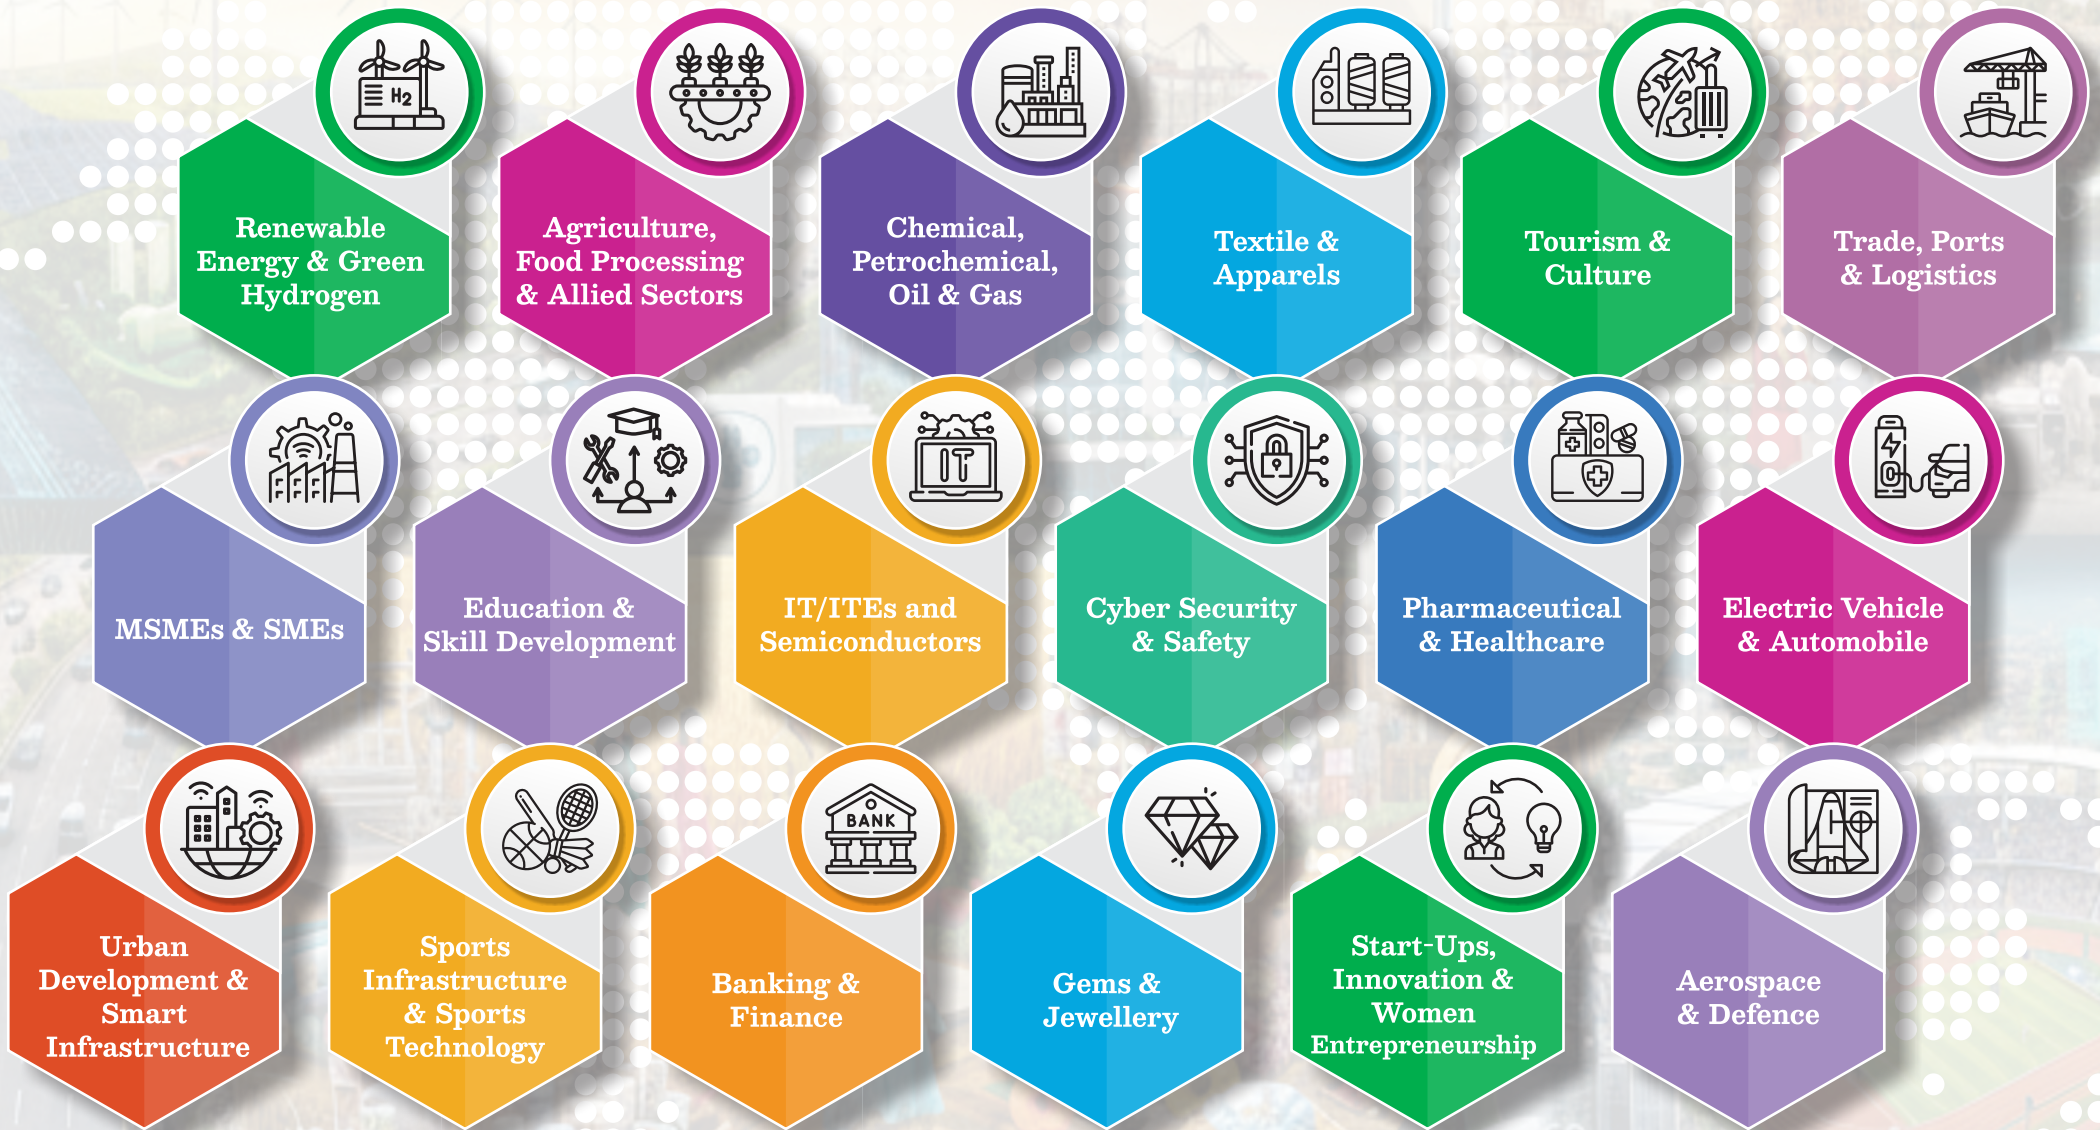 H2
Renewable
Energy & Green
Hydrogen
Agriculture,
Food Processing
& Allied Sectors
Chemical,
Petrochemical,
Oil & Gas
Textile &
Apparels
Tourism &
Culture
Trade, Ports
& Logistics
MSMEs & SMEs
Education &
Skill Development
IT
IT/ITEs and
Semiconductors
Cyber Security
& Safety
Pharmaceutical
& Healthcare
Electric Vehicle
& Automobile
Urban
Development &
Smart
Infrastructure
Sports
Infrastructure
& Sports
Technology
BANK
Banking &
Finance
Gems &
Jewellery
Start-Ups,
Innovation &
Women
Entrepreneurship
Aerospace
& Defence